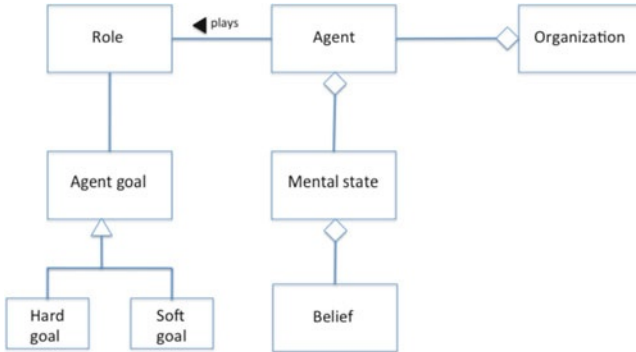 Role
plays
Agent
Organization
Agent goal
Mental state
Hard
goal
Soft
goal
Belief